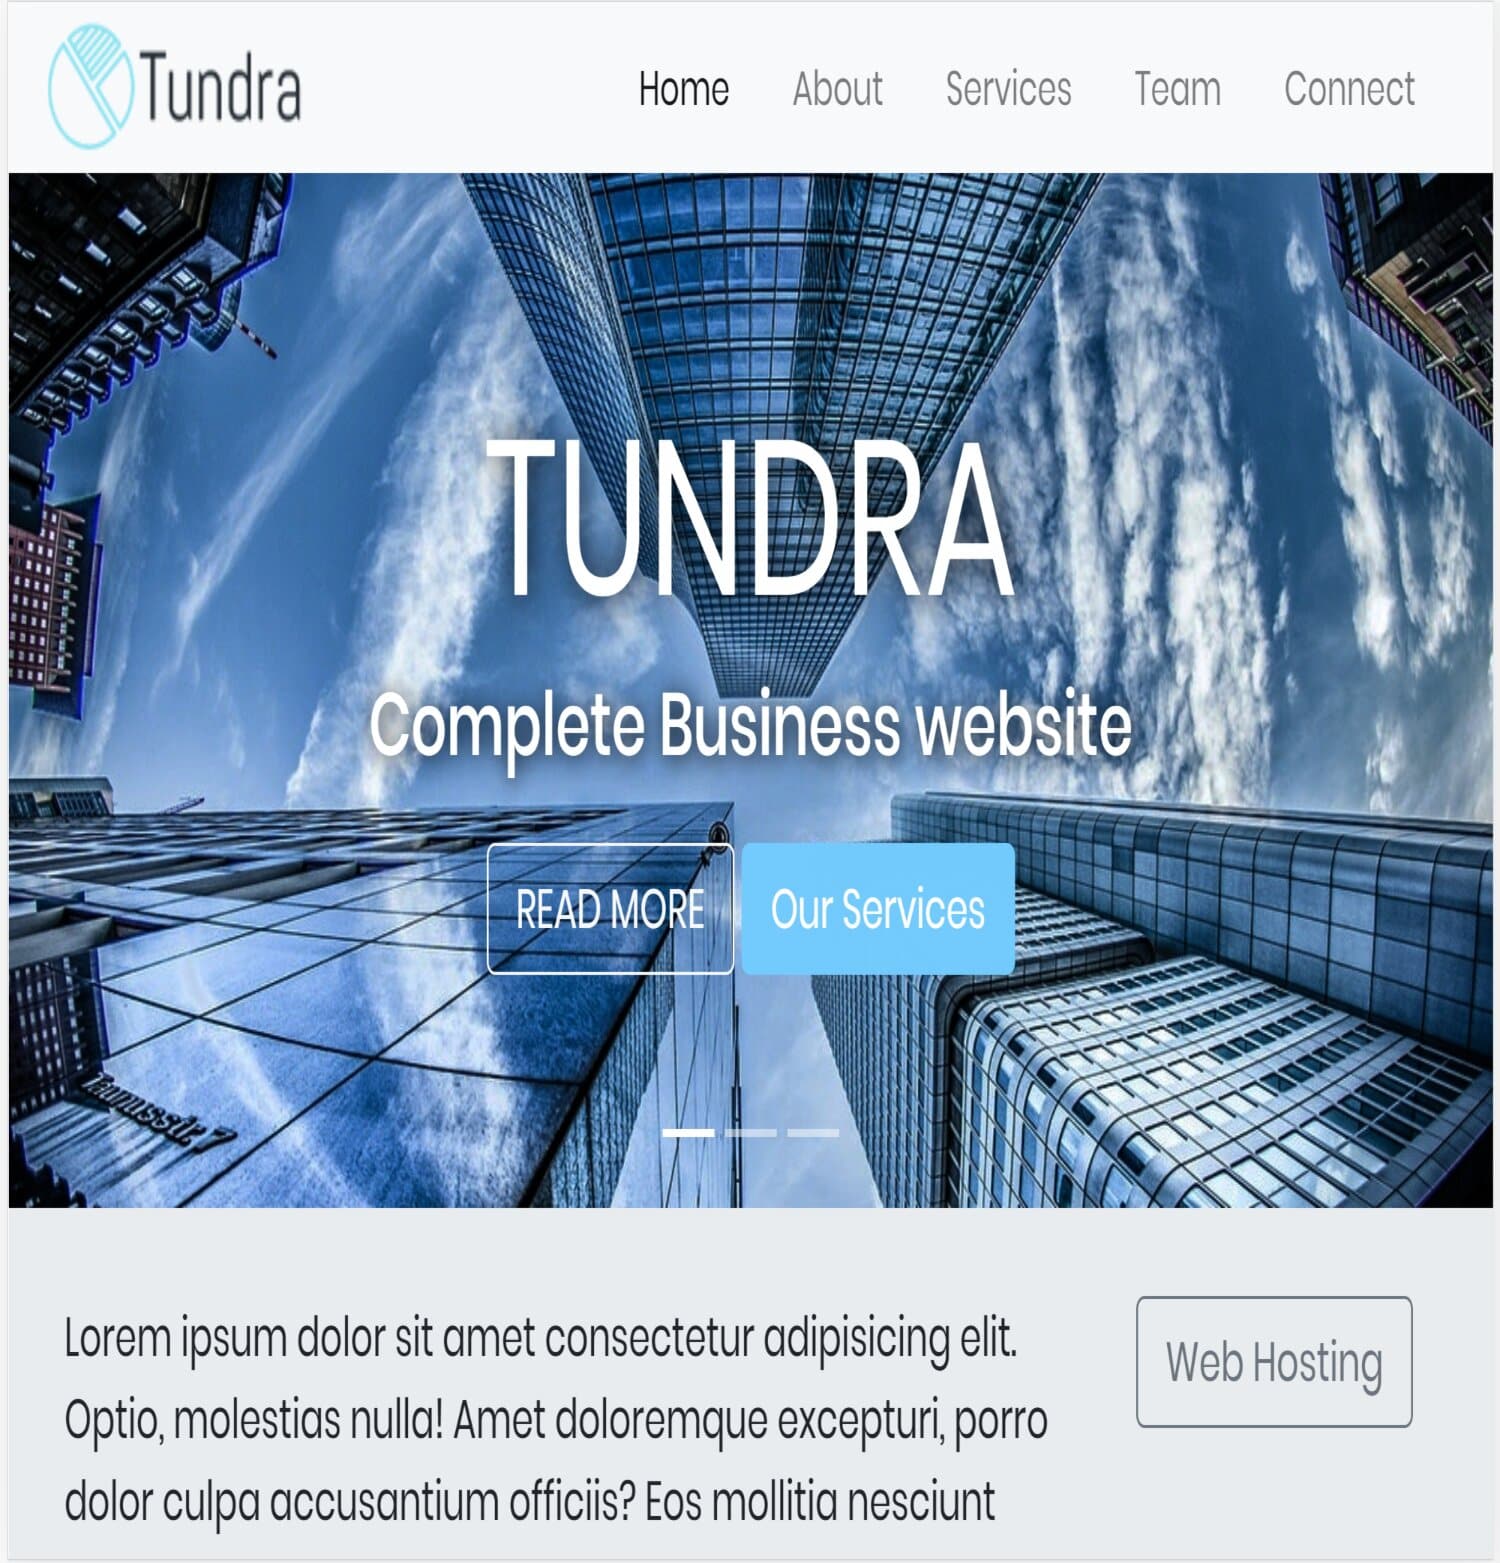 Tundra
Home About Services Team Connect
TUNDRA
Complete Business website
READ MORE Our Services
Taunusstr. 7
Lorem ipsum dolor sit amet consectetur adipisicing elit.
Optio, molestias nulla! Amet doloremque excepturi, porro
dolor culpa accusantium officiis? Eos mollitia nesciunt
Web Hosting